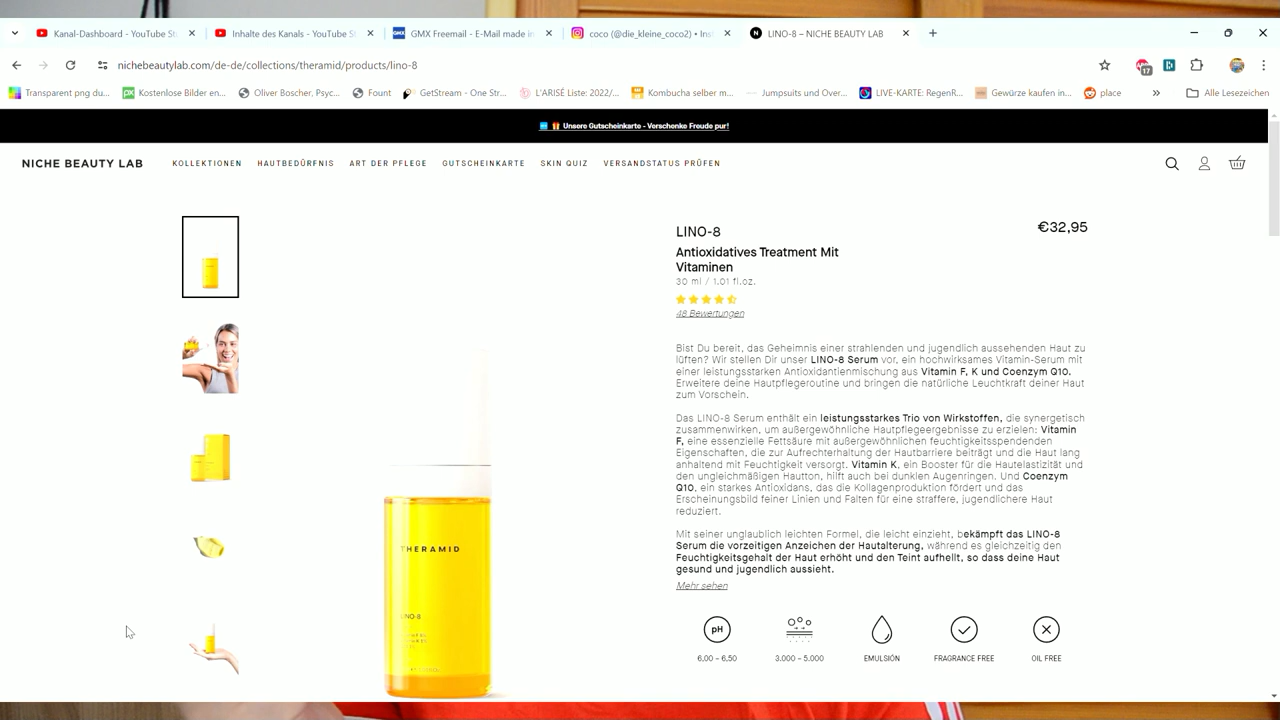 Kanal-Dashboard - YouTube St
Inhalte des Kanals - YouTube S
GMX Freemail - E-Mail made in
coco (@die_kleine_coco2) • Ins
LINO-8 – NICHE BEAUTY LAB
nichebeautylab.com/de-de/collections/theramid/products/lino-8
17
Transparent png du...
Kostenlose Bilder en...
Oliver Boscher, Psyc...
Fount
GetStream - One Str...
L'ARISÉ Liste: 2022/...
Kombucha selber m...
Jumpsuits und Over...
LIVE-KARTE: RegenR...
Gewürze kaufen in...
place
Alle Lesezeichen
Unsere Gutscheinkarte - Verschenke Freude pur!
NICHE BEAUTY LAB
KOLLEKTIONEN
HAUTBEDÜRFNIS
ART DER PFLEGE
GUTSCHEINKARTE
SKIN QUIZ
VERSANDSTATUS PRÜFEN
LINO-8
€32,95
Antioxidatives Treatment Mit
Vitaminen
30 ml / 1.01 fl.oz.
48 Bewertungen
Bist Du bereit, das Geheimnis einer strahlenden und jugendlich aussehenden Haut zu
lüften? Wir stellen Dir unser LINO-8 Serum vor, ein hochwirksames Vitamin-Serum mit
einer leistungsstarken Antioxidantienmischung aus Vitamin F, K und Coenzym Q10.
Erweitere deine Hautpflegeroutine und bringen die natürliche Leuchtkraft deiner Haut
zum Vorschein.
Das LINO-8 Serum enthält ein leistungsstarkes Trio von Wirkstoffen, die synergetisch
zusammenwirken, um außergewöhnliche Hautpflegeergebnisse zu erzielen: Vitamin
F, eine essenzielle Fettsäure mit außergewöhnlichen feuchtigkeitsspendenden
Eigenschaften, die zur Aufrechterhaltung der Hautbarriere beiträgt und die Haut lang
anhaltend mit Feuchtigkeit versorgt. Vitamin K, ein Booster für die Hautelastizität und
den ungleichmäßigen Hautton, hilft auch bei dunklen Augenringen. Und Coenzym
Q10, ein starkes Antioxidans, das die Kollagenproduktion fördert und das
Erscheinungsbild feiner Linien und Falten für eine straffere, jugendlichere Haut
reduziert.
Mit seiner unglaublich leichten Formel, die leicht einzieht, bekämpft das LINO-8
Serum die vorzeitigen Anzeichen der Hautalterung, während es gleichzeitig den
Feuchtigkeitsgehalt der Haut erhöht und den Teint aufhellt, so dass deine Haut
gesund und jugendlich aussieht.
Mehr sehen
THERAMID
LINO-8
pH
6,00 – 6,50
3.000 – 5.000
EMULSIÓN
FRAGRANCE FREE
OIL FREE